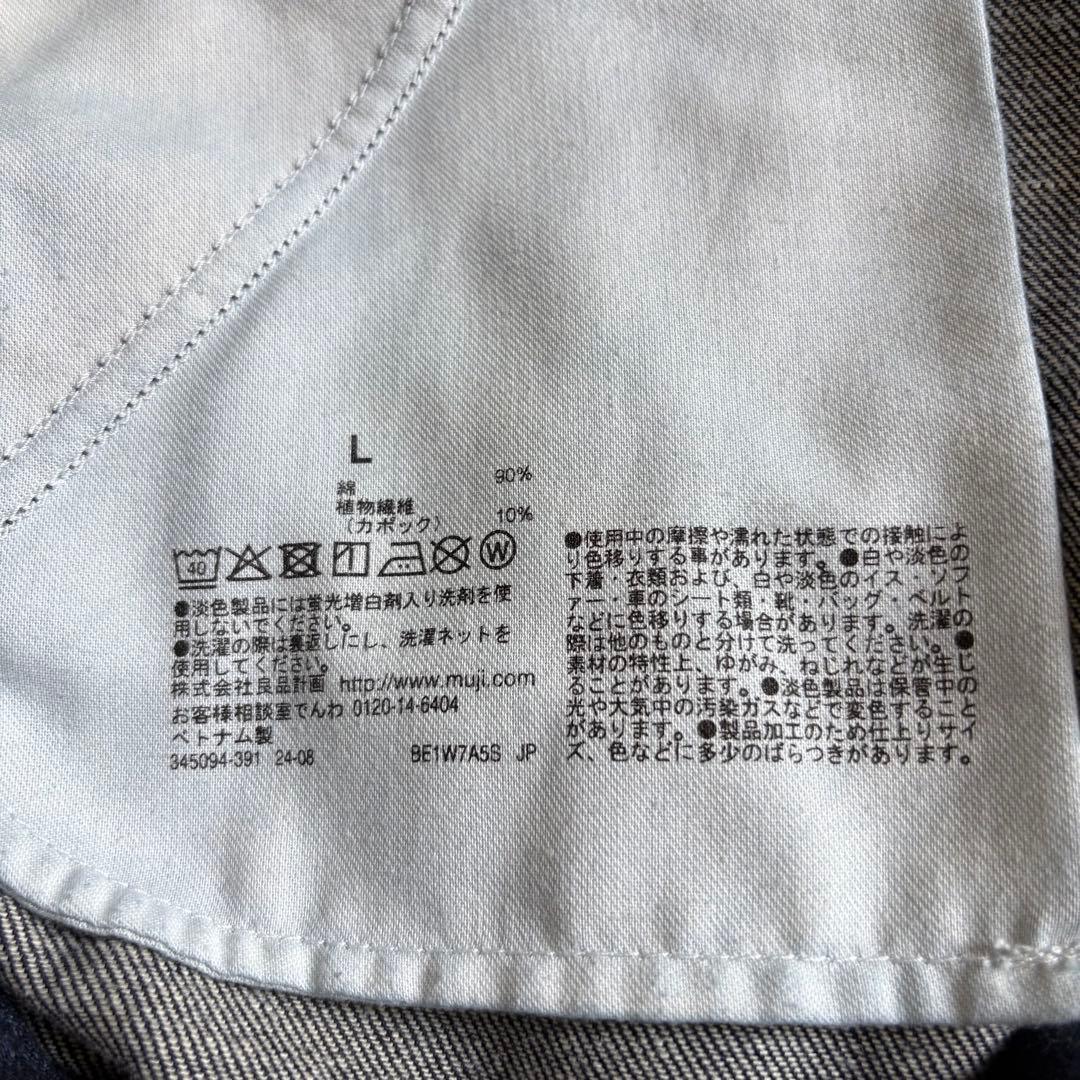 L
綿 90%
植物繊維
(カポック) 10%
40
W
●淡色製品には蛍光増白剤入り洗剤を使
用しないでください。
●洗濯の際は裏返しにし、洗濯ネットを
使用してください。
株式会社良品計画 http://www.muji.com
お客様相談室でんわ 0120-14-6404
ベトナム製
345094-391 24-08 BE1W7A5S JP
●使用中の摩擦や濡れた状態での接触によ
り色移りする事があります。●白や淡色の
下着・衣類および、白や淡色のイス・ソフ
ァー・車のシート類・靴・バッグ・ベルト
などに色移りする場合があります。洗濯の
際は他のものと分けて洗ってください。●
素材の特性上、ゆがみ、ねじれなどが生じ
ることがあります。●淡色製品は保管中の
光や大気中の汚染ガスなどで変色すること
があります。●製品加工のため仕上りサイ
ズ、色などに多少のばらつきがあります。